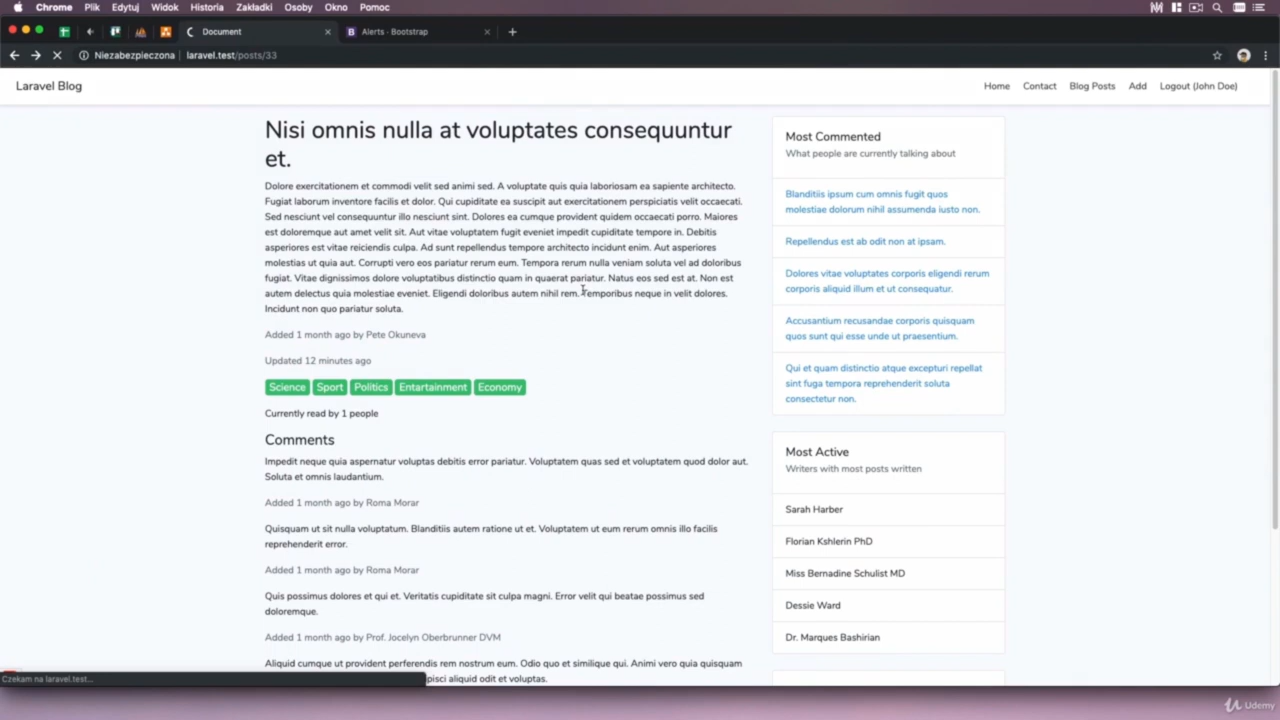 Chrome Plik Edytuj Widok Historia Zakładki Osoby Okno Pomoc
Document
Alerts · Bootstrap
Niezabezpieczona laravel.test/posts/33
Laravel Blog
Home Contact Blog Posts Add Logout (John Doe)
Nisi omnis nulla at voluptates consequuntur
et.
Dolore exercitationem et commodi velit sed animi sed. A voluptate quis quia laboriosam ea sapiente architecto.
Fugiat laborum inventore facilis et dolor. Qui cupiditate ea suscipit aut exercitationem perspiciatis velit occaecati.
Sed nesciunt vel consequuntur illo nesciunt sint. Dolores ea cumque provident quidem occaecati porro. Maiores
est doloremque aut amet velit sit. Aut vitae voluptatem fugit eveniet impedit cupiditate tempore in. Debitis
asperiores est vitae reiciendis culpa. Ad sunt repellendus tempore architecto incidunt enim. Aut asperiores
molestias ut quia aut. Corrupti vero eos pariatur rerum eum. Tempora rerum nulla veniam soluta vel ad doloribus
fugiat. Vitae dignissimos dolore voluptatibus distinctio quam in quaerat pariatur. Natus eos sed est at. Non est
autem delectus quia molestiae eveniet. Eligendi doloribus autem nihil rem. Temporibus neque in velit dolores.
Incidunt non quo pariatur soluta.
Added 1 month ago by Pete Okuneva
Updated 12 minutes ago
Science Sport Politics Entartainment Economy
Currently read by 1 people
Comments
Impedit neque quia aspernatur voluptas debitis error pariatur. Voluptatem quas sed et voluptatem quod dolor aut.
Soluta et omnis laudantium.
Added 1 month ago by Roma Morar
Quisquam ut sit nulla voluptatum. Blanditiis autem ratione ut et. Voluptatem ut eum rerum omnis illo facilis
reprehenderit error.
Added 1 month ago by Roma Morar
Quis possimus dolores et qui et. Veritatis cupiditate sit culpa magni. Error velit qui beatae possimus sed
doloremque.
Added 1 month ago by Prof. Jocelyn Oberbrunner DVM
Aliquid cumque ut provident perferendis rem nostrum eum. Odio quo et similique qui. Animi vero quia quisquam
pisci aliquid odit et voluptas.
Most Commented
What people are currently talking about
Blanditiis ipsum cum omnis fugit quos
molestiae dolorum nihil assumenda iusto non.
Repellendus est ab odit non at ipsam.
Dolores vitae voluptates corporis eligendi rerum
corporis aliquid illum et ut consequatur.
Accusantium recusandae corporis quisquam
quos sunt qui esse unde ut praesentium.
Qui et quam distinctio atque excepturi repellat
sint fuga tempora reprehenderit soluta
consectetur non.
Most Active
Writers with most posts written
Sarah Harber
Florian Kshlerin PhD
Miss Bernadine Schulist MD
Dessie Ward
Dr. Marques Bashirian
Czekam na laravel.test...
Udemy